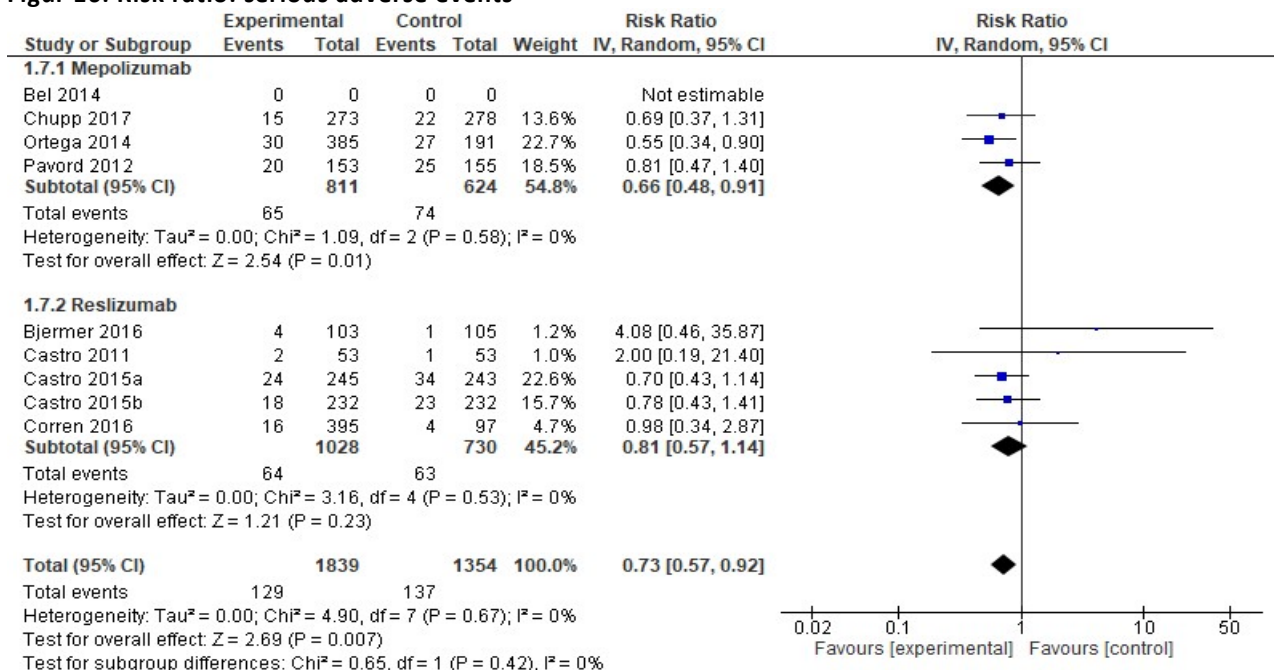 Figur 10: Risk ratio: serious adverse events
Experimental Control Risk Ratio Risk Ratio
Study or Subgroup Events Total Events Total Weight IV, Random, 95% CI IV, Random, 95% CI
1.7.1 Mepolizumab
Bel 2014 0 0 0 0 Not estimable
Chupp 2017 15 273 22 278 13.6% 0.69 [0.37, 1.31]
Ortega 2014 30 385 27 191 22.7% 0.55 [0.34, 0.90]
Pavord 2012 20 153 25 155 18.5% 0.81 [0.47, 1.40]
Subtotal (95% CI) 811 624 54.8% 0.66 [0.48, 0.91]
Total events 65 74
Heterogeneity: Tau² = 0.00; Chi² = 1.09, df = 2 (P = 0.58); I² = 0%
Test for overall effect: Z = 2.54 (P = 0.01)
1.7.2 Reslizumab
Bjermer 2016 4 103 1 105 1.2% 4.08 [0.46, 35.87]
Castro 2011 2 53 1 53 1.0% 2.00 [0.19, 21.40]
Castro 2015a 24 245 34 243 22.6% 0.70 [0.43, 1.14]
Castro 2015b 18 232 23 232 15.7% 0.78 [0.43, 1.41]
Corren 2016 16 395 4 97 4.7% 0.98 [0.34, 2.87]
Subtotal (95% CI) 1028 730 45.2% 0.81 [0.57, 1.14]
Total events 64 63
Heterogeneity: Tau² = 0.00; Chi² = 3.16, df = 4 (P = 0.53); I² = 0%
Test for overall effect: Z = 1.21 (P = 0.23)
Total (95% CI) 1839 1354 100.0% 0.73 [0.57, 0.92]
Total events 129 137
Heterogeneity: Tau² = 0.00; Chi² = 4.90, df = 7 (P = 0.67); I² = 0%
Test for overall effect: Z = 2.69 (P = 0.007)
Test for subgroup differences: Chi² = 0.65, df = 1 (P = 0.42), I² = 0%
0.02 0.1 1 10 50
Favours [experimental] Favours [control]